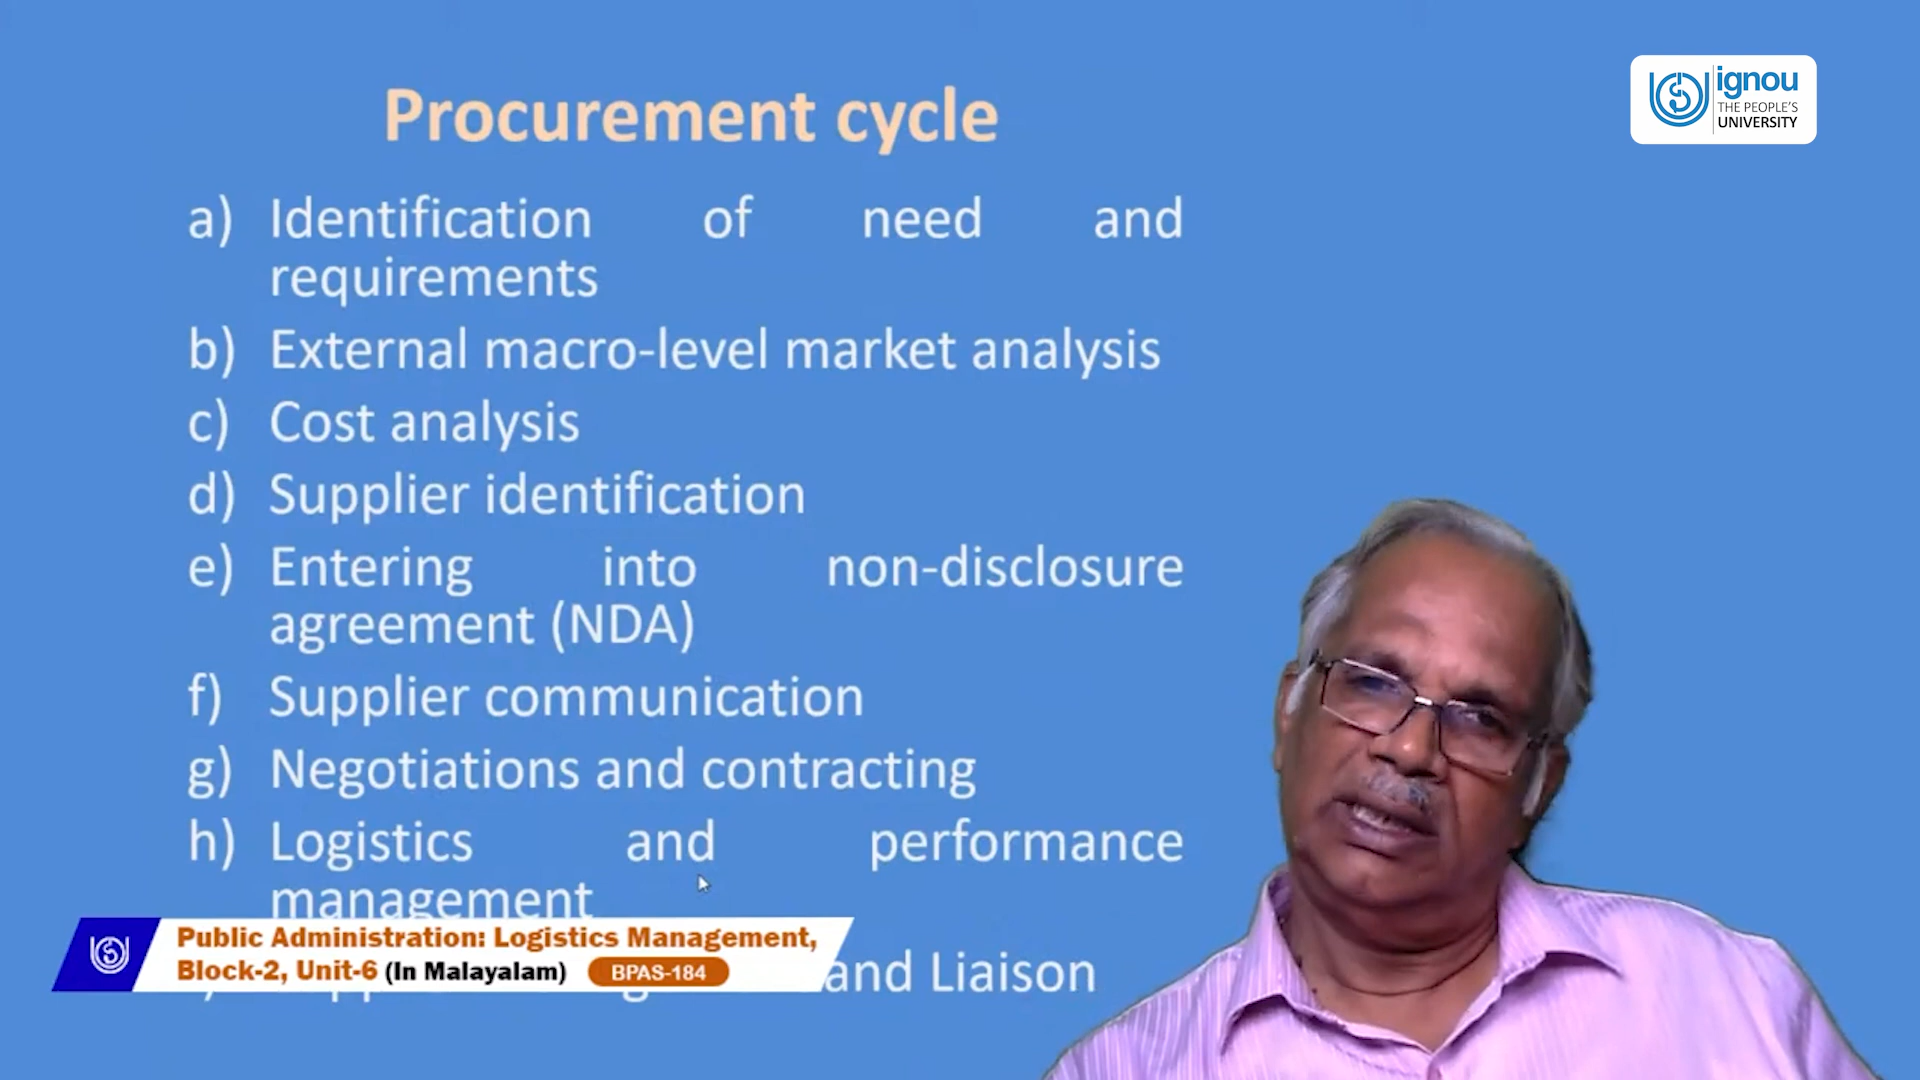 Procurement cycle
ignou
THE PEOPLE'S
UNIVERSITY
a) Identification of need and
requirements
b) External macro-level market analysis
c) Cost analysis
d) Supplier identification
e) Entering into non-disclosure
agreement (NDA)
f) Supplier communication
g) Negotiations and contracting
h) Logistics and performance
management
and Liaison
Public Administration: Logistics Management,
Block-2, Unit-6 (In Malayalam) BPAS-184